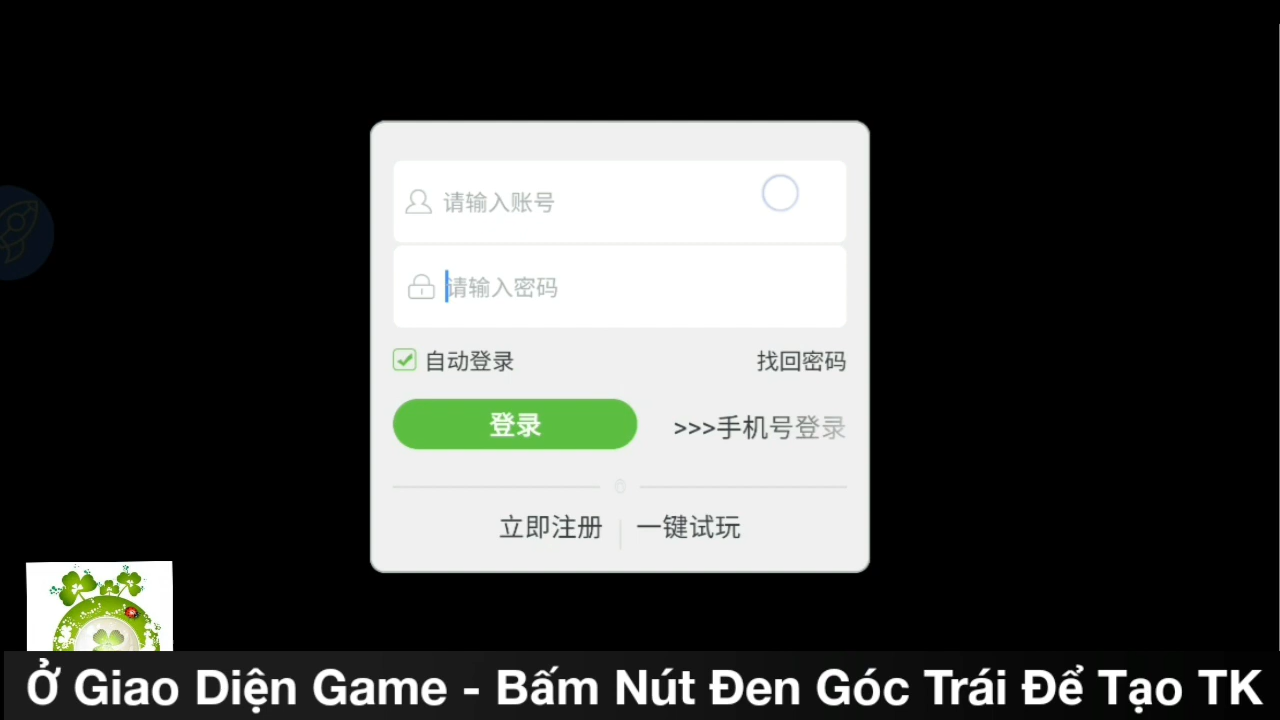 请输入账号
请输入密码
自动登录 找回密码
登录 >>>手机号登录
立即注册 一键试玩
Ở Giao Diện Game - Bấm Nút Đen Góc Trái Để Tạo TK